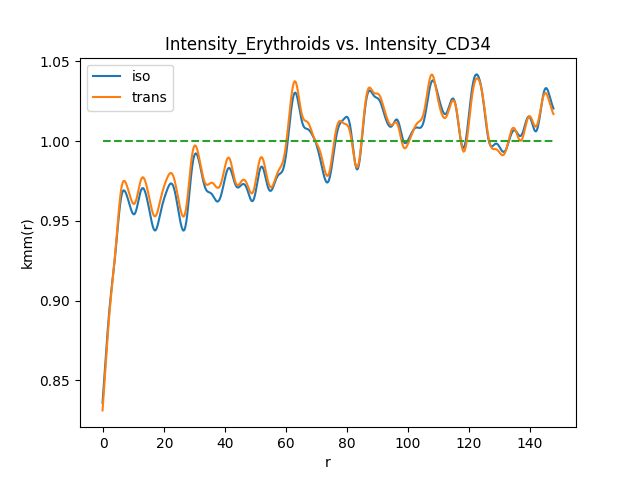 Intensity_Erythroids vs. Intensity_CD34
iso
trans
1.05
1.00
0.95
0.90
0.85
kmm(r)
0 20 40 60 80 100 120 140
r